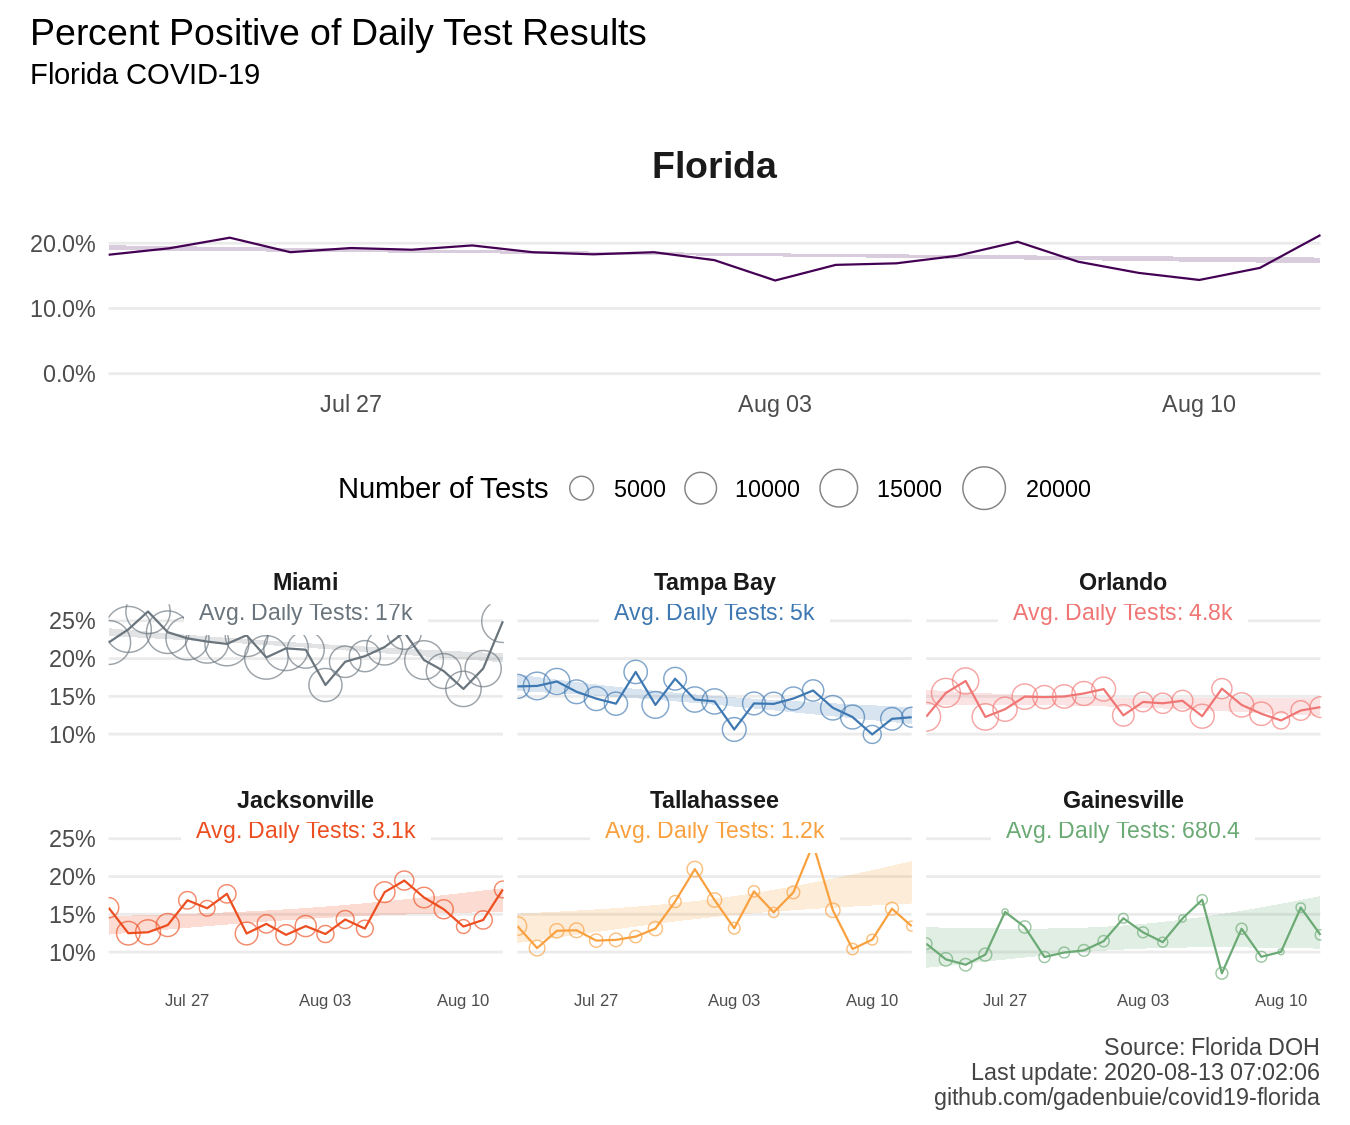 Percent Positive of Daily Test Results
Florida COVID-19
Florida
20.0%
10.0%
0.0%
Jul 27 Aug 03 Aug 10
Number of Tests 5000 10000 15000 20000
Miami Tampa Bay Orlando
Avg. Daily Tests: 17k Avg. Daily Tests: 5k Avg. Daily Tests: 4.8k
25%
20%
15%
10%
Jacksonville Tallahassee Gainesville
Avg. Daily Tests: 3.1k Avg. Daily Tests: 1.2k Avg. Daily Tests: 680.4
25%
20%
15%
10%
Jul 27 Aug 03 Aug 10 Jul 27 Aug 03 Aug 10 Jul 27 Aug 03 Aug 10
Source: Florida DOH
Last update: 2020-08-13 07:02:06
github.com/gadenbuie/covid19-florida